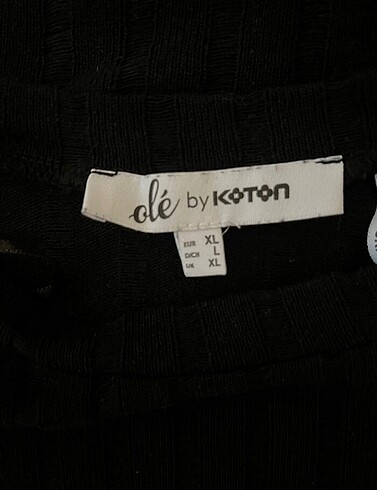 olé by KOTON
EUR XL
D/CH L
UK XL